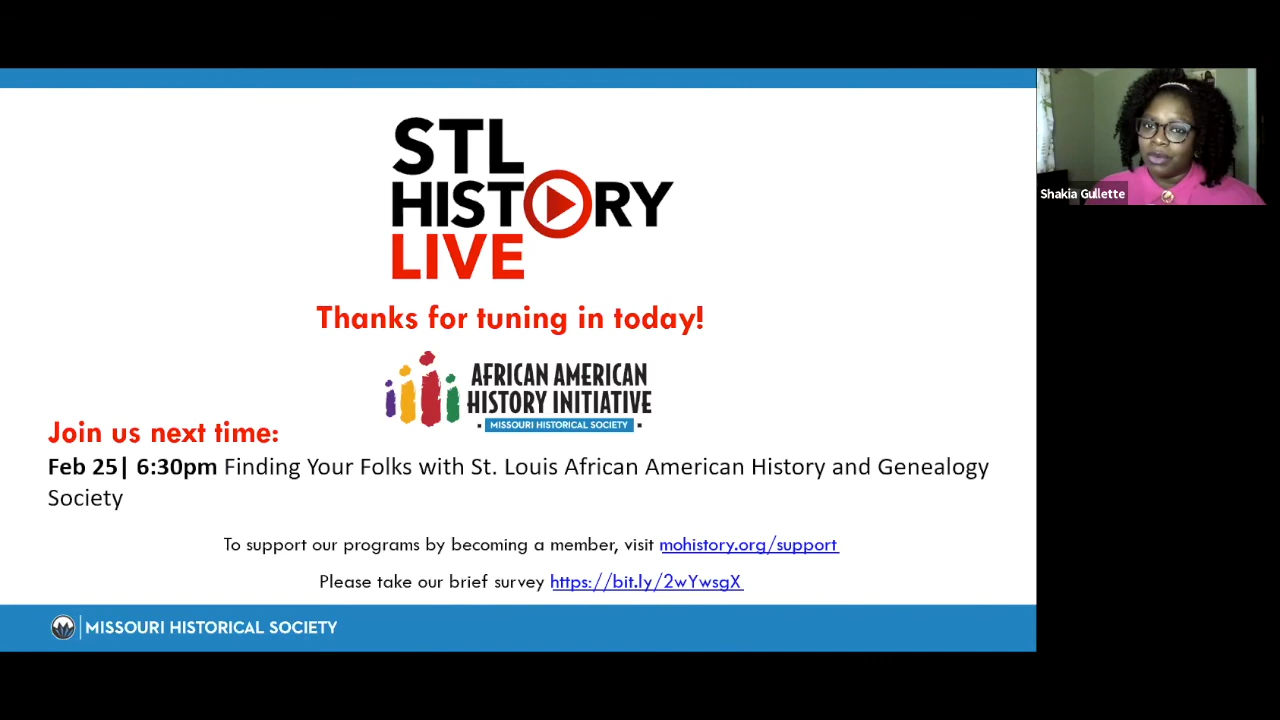 STL
HISTORY
LIVE
Thanks for tuning in today!
AFRICAN AMERICAN
HISTORY INITIATIVE
MISSOURI HISTORICAL SOCIETY
Join us next time:
Feb 25| 6:30pm Finding Your Folks with St. Louis African American History and Genealogy
Society
To support our programs by becoming a member, visit mohistory.org/support
Please take our brief survey https://bit.ly/2wYwsgX
MISSOURI HISTORICAL SOCIETY
Shakia Gullette